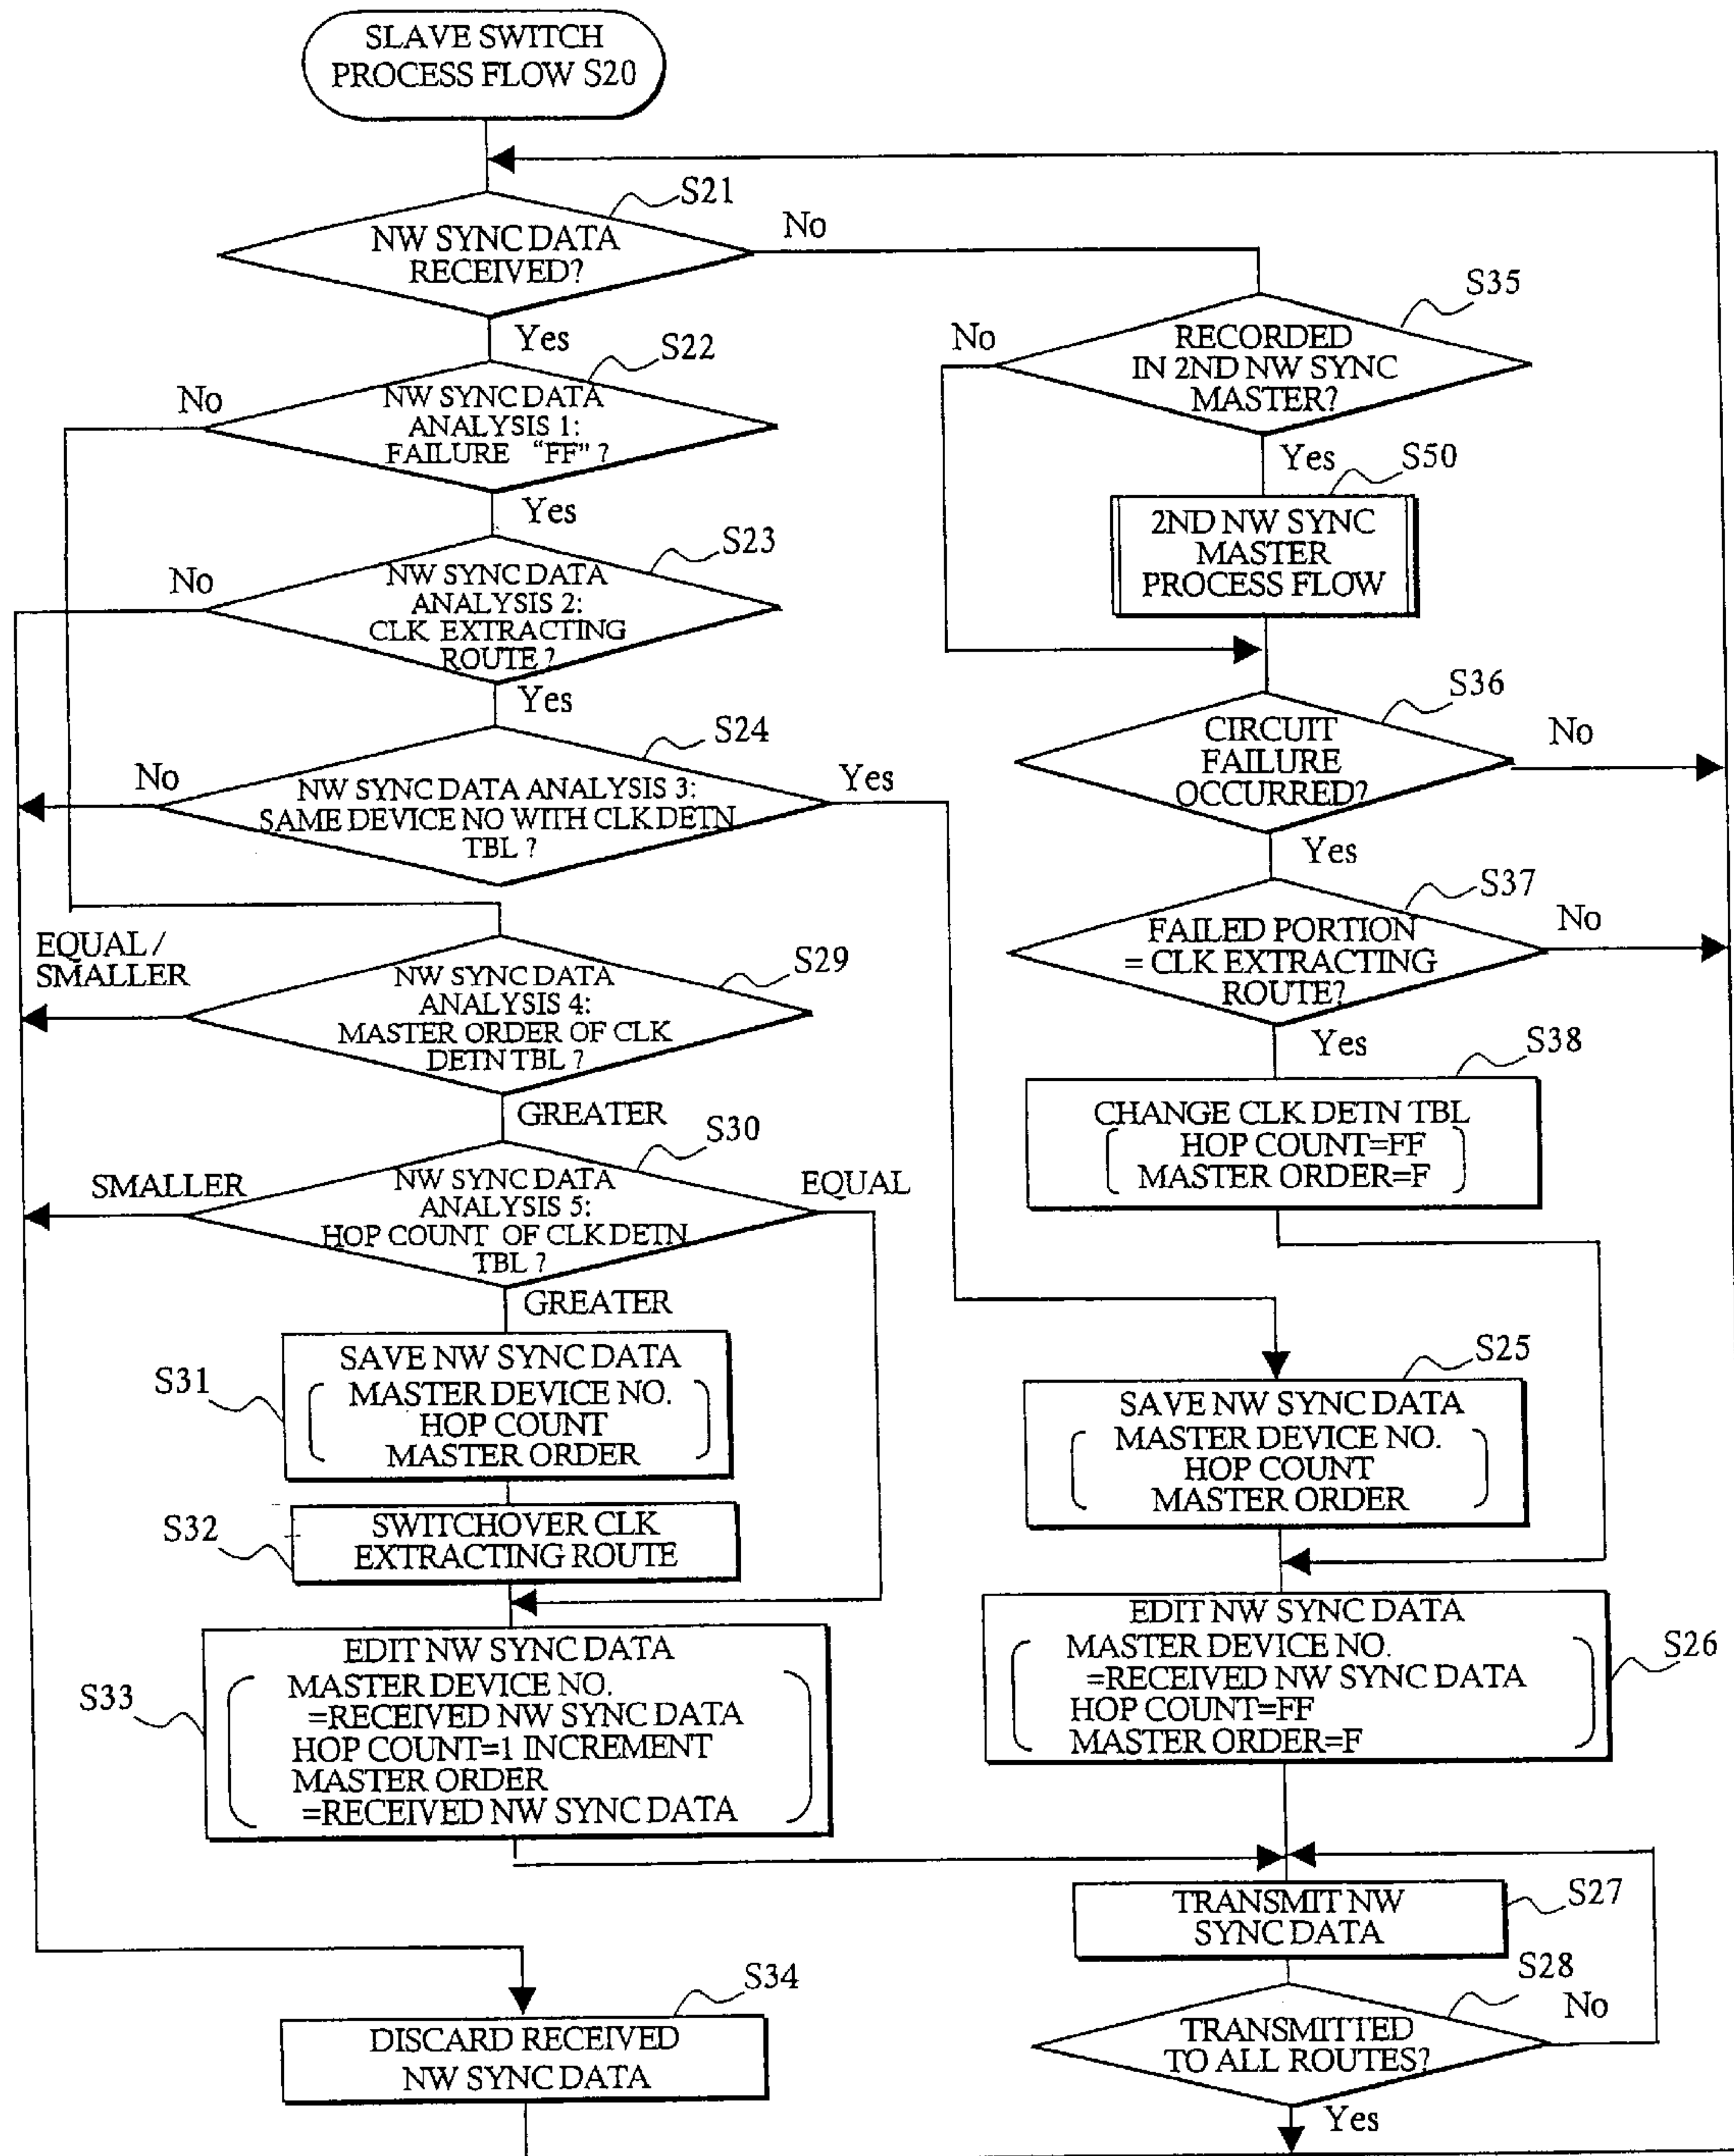 SLAVE SWITCH
PROCESS FLOW S20
S21
NW SYNC DATA
RECEIVED?
No
Yes
S22
NW SYNC DATA
ANALYSIS 1:
FAILURE "FF" ?
No
Yes
S23
NW SYNC DATA
ANALYSIS 2:
CLK EXTRACTING
ROUTE ?
No
Yes
S24
NW SYNC DATA ANALYSIS 3:
SAME DEVICE NO WITH CLK DETN
TBL ?
No
Yes
EQUAL /
SMALLER
S29
NW SYNC DATA
ANALYSIS 4:
MASTER ORDER OF CLK
DETN TBL ?
GREATER
S30
NW SYNC DATA
ANALYSIS 5:
HOP COUNT OF CLK DETN
TBL ?
SMALLER
EQUAL
GREATER
S31
SAVE NW SYNC DATA
MASTER DEVICE NO.
HOP COUNT
MASTER ORDER
S32
SWITCHOVER CLK
EXTRACTING ROUTE
S33
EDIT NW SYNC DATA
MASTER DEVICE NO.
=RECEIVED NW SYNC DATA
HOP COUNT=1 INCREMENT
MASTER ORDER
=RECEIVED NW SYNC DATA
S34
DISCARD RECEIVED
NW SYNC DATA
S35
RECORDED
IN 2ND NW SYNC
MASTER?
No
Yes
S50
2ND NW SYNC
MASTER
PROCESS FLOW
S36
CIRCUIT
FAILURE
OCCURRED?
No
Yes
S37
FAILED PORTION
= CLK EXTRACTING
ROUTE?
No
Yes
S38
CHANGE CLK DETN TBL
HOP COUNT=FF
MASTER ORDER=F
S25
SAVE NW SYNC DATA
MASTER DEVICE NO.
HOP COUNT
MASTER ORDER
S26
EDIT NW SYNC DATA
MASTER DEVICE NO.
=RECEIVED NW SYNC DATA
HOP COUNT=FF
MASTER ORDER=F
S27
TRANSMIT NW
SYNC DATA
S28
TRANSMITTED
TO ALL ROUTES?
No
Yes